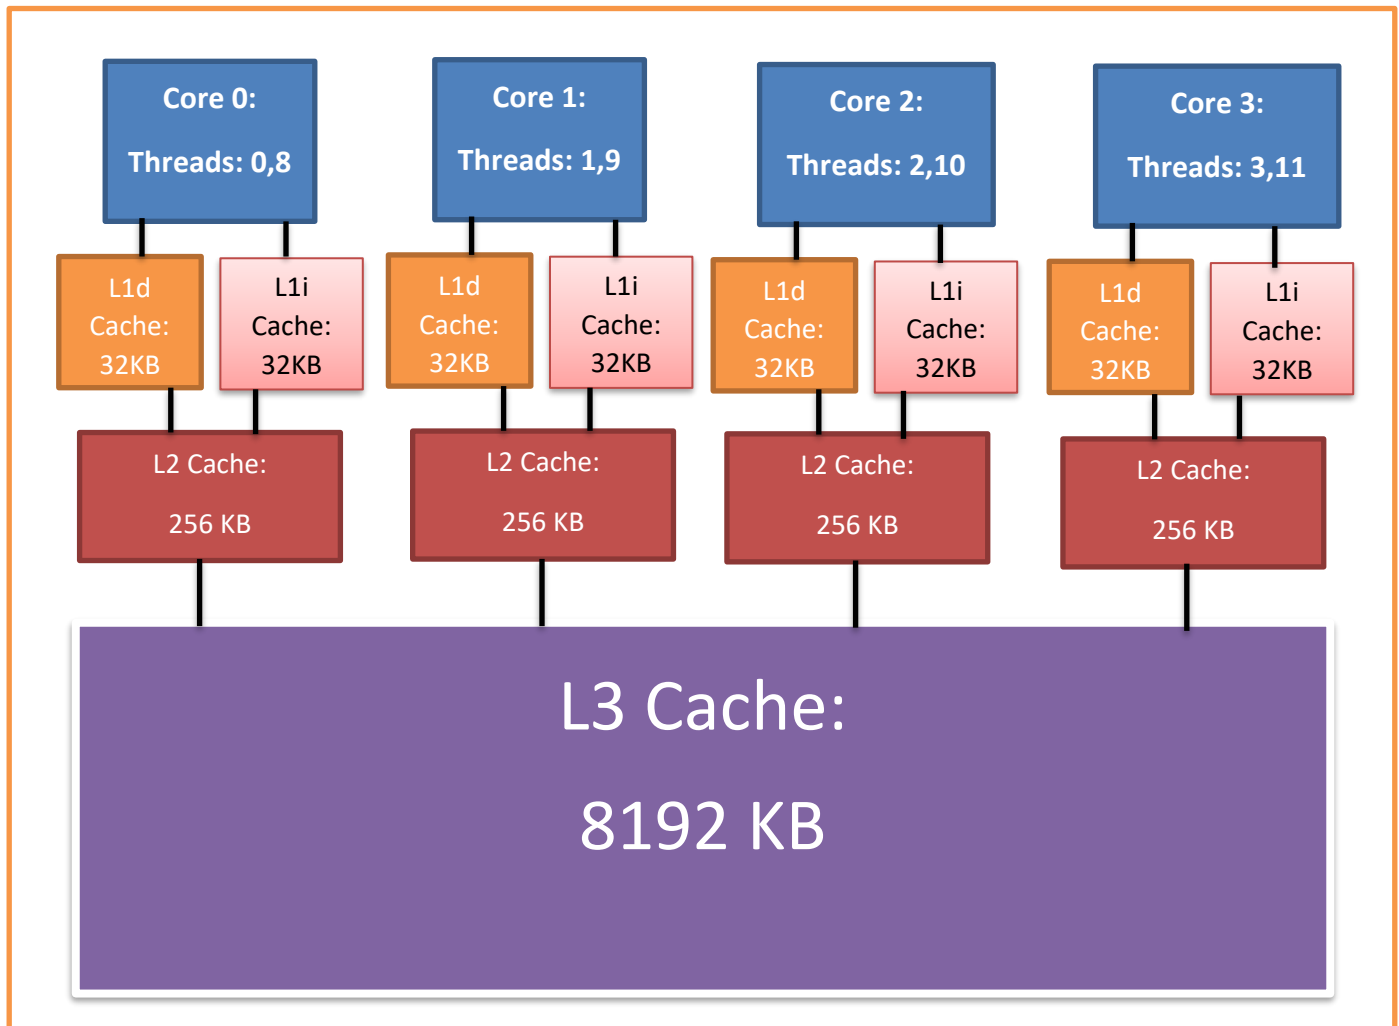 Core 0:
Threads: 0,8
Core 1:
Threads: 1,9
Core 2:
Threads: 2,10
Core 3:
Threads: 3,11
L1d
Cache:
32KB
L1i
Cache:
32KB
L1d
Cache:
32KB
L1i
Cache:
32KB
L1d
Cache:
32KB
L1i
Cache:
32KB
L1d
Cache:
32KB
L1i
Cache:
32KB
L2 Cache:
256 KB
L2 Cache:
256 KB
L2 Cache:
256 KB
L2 Cache:
256 KB
L3 Cache:
8192 KB